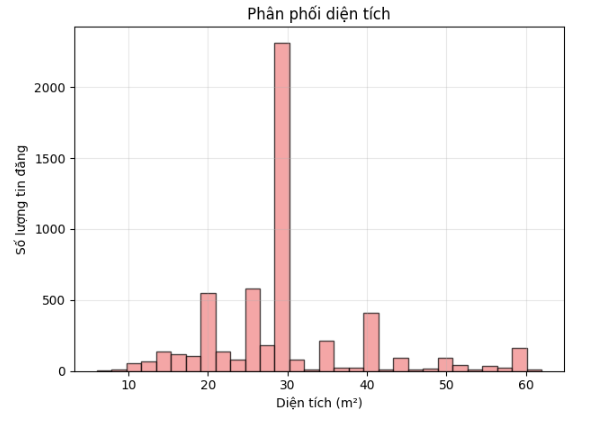 Phân phối diện tích
Số lượng tin đăng
2000
1500
1000
500
0
10 20 30 40 50 60
Diện tích (m²)